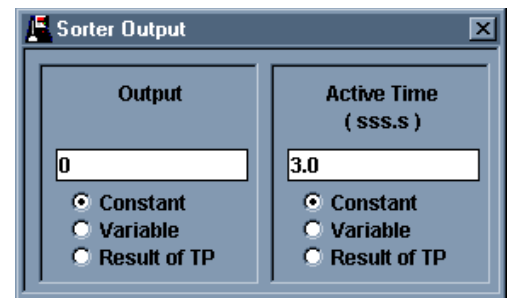 Sorter Output
Output
0
Constant
Variable
Result of TP
Active Time
( sss.s )
3.0
Constant
Variable
Result of TP